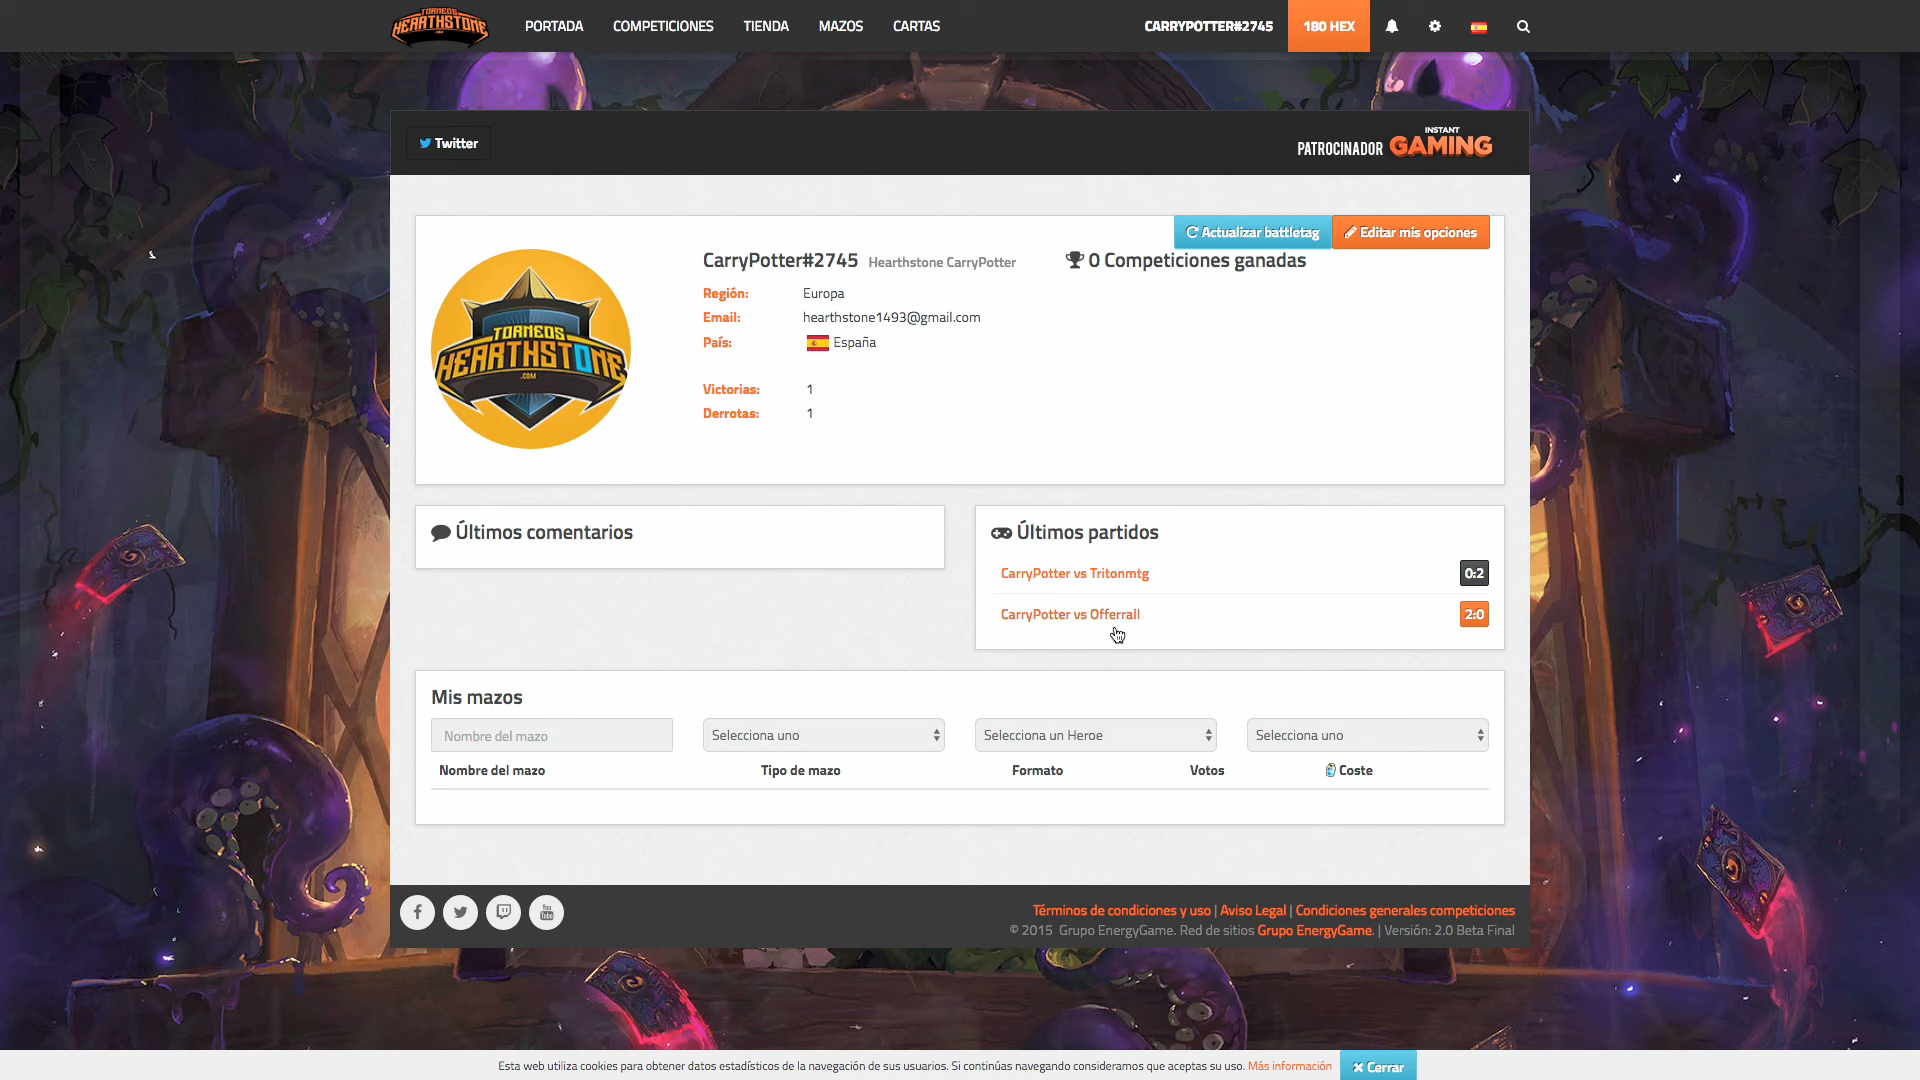 TORNEOS
HEARTHSTONE
.COM
PORTADA
COMPETICIONES
TIENDA
MAZOS
CARTAS
CARRYPOTTER#2745
180 HEX
Twitter
PATROCINADOR
INSTANT
GAMING
Actualizar battletag
Editar mis opciones
CarryPotter#2745 Hearthstone CarryPotter
0 Competiciones ganadas
Región: Europa
Email: hearthstone1493@gmail.com
País: España
Victorias: 1
Derrotas: 1
TORNEOS
HEARTHSTONE
.COM
Últimos comentarios
Últimos partidos
CarryPotter vs Tritonmtg 0:2
CarryPotter vs Offerrall 2:0
Mis mazos
Nombre del mazo
Selecciona uno
Selecciona un Heroe
Selecciona uno
Nombre del mazo Tipo de mazo Formato Votos Coste
You
Tube
Términos de condiciones y uso | Aviso Legal | Condiciones generales competiciones
© 2015 Grupo EnergyGame. Red de sitios Grupo EnergyGame. | Versión: 2.0 Beta Final
Esta web utiliza cookies para obtener datos estadísticos de la navegación de sus usuarios. Si continúas navegando consideramos que aceptas su uso. Más información
Cerrar